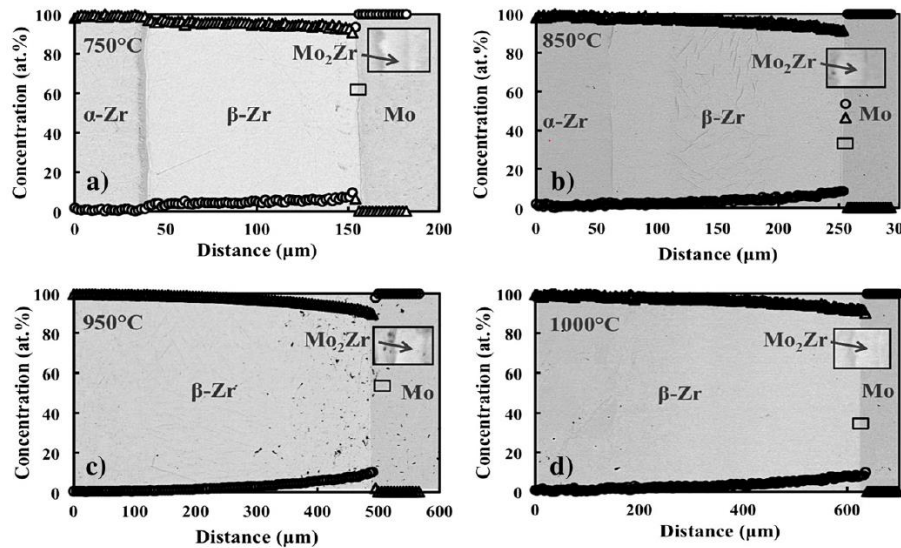 Concentration (at.%)
100
80
60
40
20
0
750°C
Mo₂Zr
α-Zr
β-Zr
Mo
a)
0
50
100
150
200
Distance (µm)
Concentration (at.%)
100
80
60
40
20
0
850°C
Mo₂Zr
α-Zr
β-Zr
Mo
b)
0
50
100
150
200
250
Distance (µm)
Concentration (at.%)
100
80
60
40
20
0
950°C
Mo₂Zr
β-Zr
Mo
c)
0
100
200
300
400
500
600
Distance (µm)
Concentration (at.%)
100
80
60
40
20
0
1000°C
Mo₂Zr
β-Zr
Mo
d)
0
200
400
600
Distance (µm)